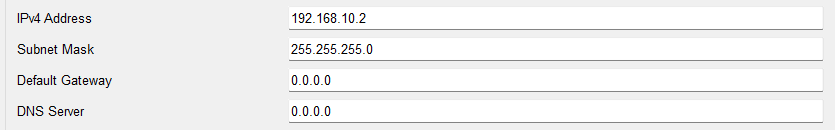 IPv4 Address 192.168.10.2
Subnet Mask 255.255.255.0
Default Gateway 0.0.0.0
DNS Server 0.0.0.0